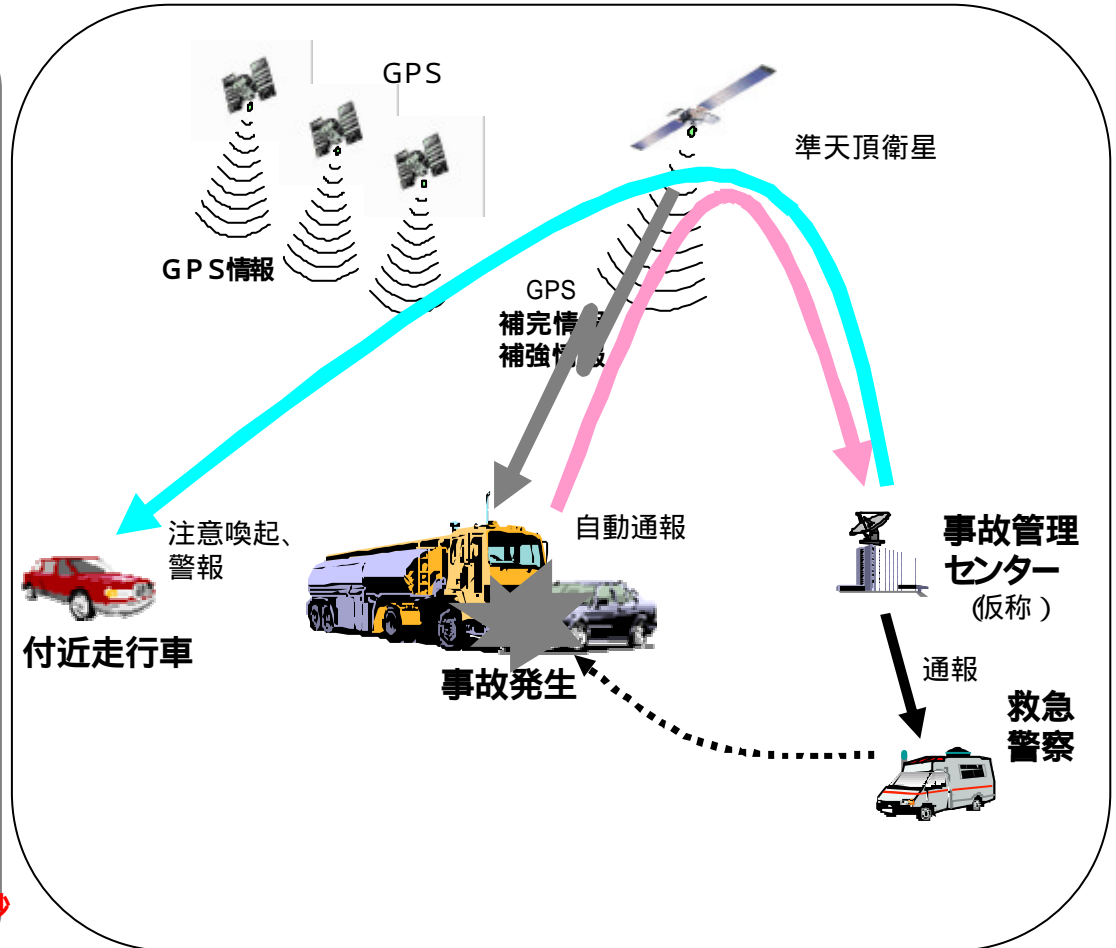 GPS
準天頂衛星
GPS情報
GPS
補完情報
補強情報
注意喚起、
警報
自動通報
事故管理
センター
(仮称)
付近走行車
事故発生
通報
救急
警察